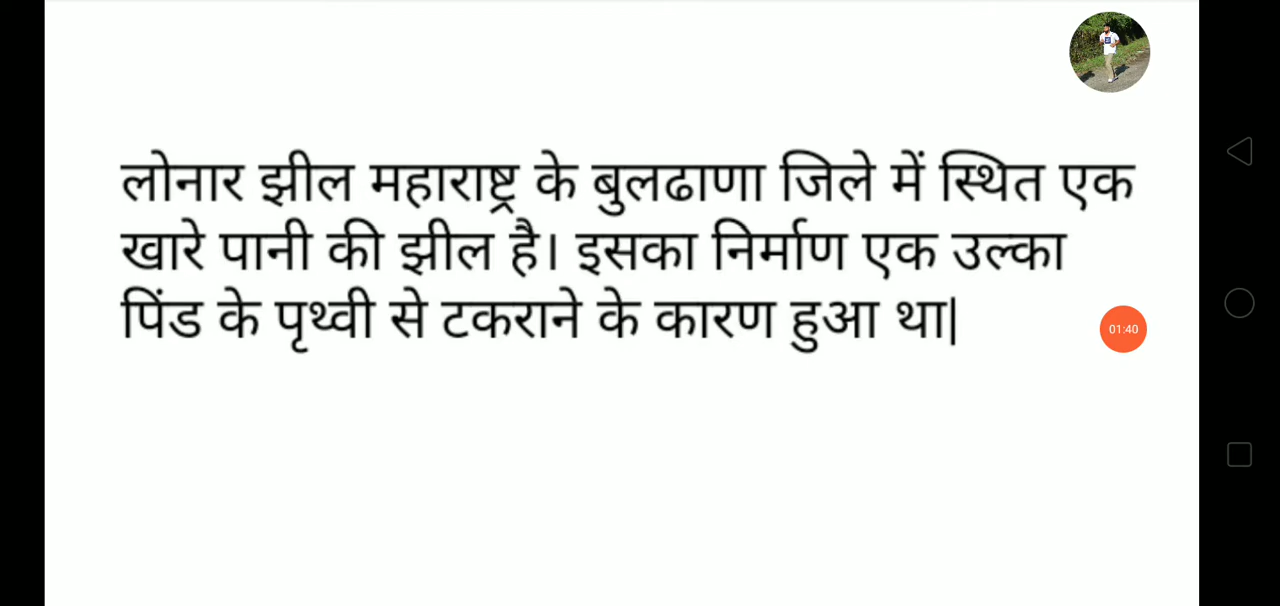 लोनार झील महाराष्ट्र के बुलढाणा जिले में स्थित एक
खारे पानी की झील है। इसका निर्माण एक उल्का
पिंड के पृथ्वी से टकराने के कारण हुआ था|
01:40